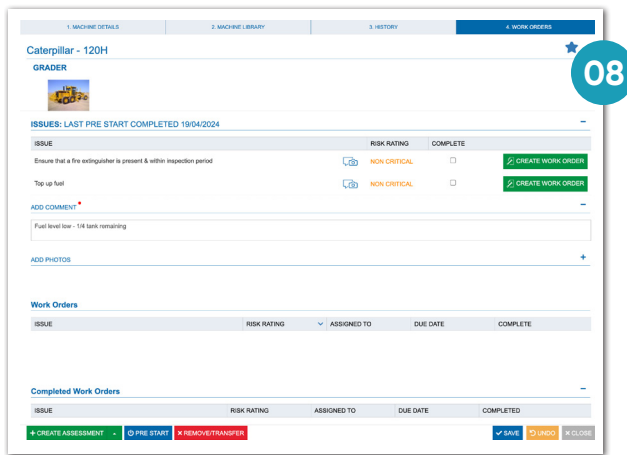 1. MACHINE DETAILS 2. MACHINE LIBRARY 3: HISTORY 4. WORK ORDERS
Caterpillar - 120H
08
GRADER
ISSUES: LAST PRE START COMPLETED 19/04/2024 −
ISSUE RISK RATING COMPLETE
Ensure that a fire extinguisher is present & within inspection period NON CRITICAL CREATE WORK ORDER
Top up fuel NON CRITICAL CREATE WORK ORDER
ADD COMMENT * −
Fuel level low - 1/4 tank remaining
ADD PHOTOS +
Work Orders
ISSUE RISK RATING ASSIGNED TO DUE DATE COMPLETE
Completed Work Orders −
ISSUE RISK RATING ASSIGNED TO DUE DATE COMPLETED
+ CREATE ASSESSMENT PRE START × REMOVE/TRANSFER SAVE UNDO × CLOSE